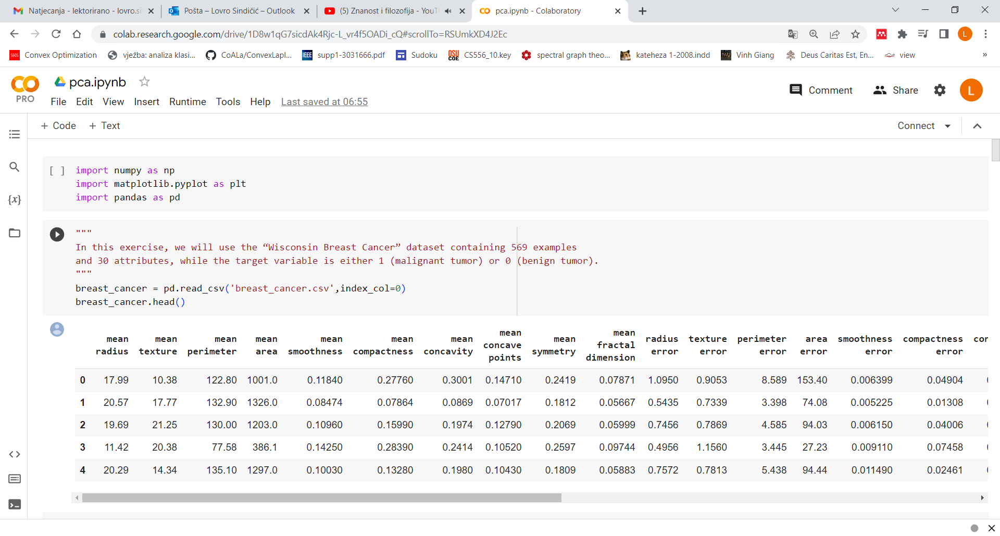 Natjecanja - lektorirano - lovro.si
Pošta – Lovro Sindičić – Outlook
(5) Znanost i filozofija - YouTu
pca.ipynb - Colaboratory
colab.research.google.com/drive/1D8w1qG7sicdAk4Rjc-L_vr4f5OADi_cQ#scrollTo=RSUmkXD4J2Ec
L
Convex Optimization
vježba: analiza klasi...
CoALa/ConvexLapl...
IEEE
supp1-3031666.pdf
Sudoku
OSU COE
CS556_10.key
spectral graph theo...
kateheza 1-2008.indd
Vinh Giang
Deus Caritas Est, En...
view
»
PRO
pca.ipynb
File Edit View Insert Runtime Tools Help Last saved at 06:55
Comment
Share
L
+ Code + Text
Connect
{x}
[ ] import numpy as np
import matplotlib.pyplot as plt
import pandas as pd
"""
In this exercise, we will use the “Wisconsin Breast Cancer” dataset containing 569 examples
and 30 attributes, while the target variable is either 1 (malignant tumor) or 0 (benign tumor).
"""
breast_cancer = pd.read_csv('breast_cancer.csv',index_col=0)
breast_cancer.head()
mean radius mean texture mean perimeter mean area mean smoothness mean compactness mean concavity mean concave points mean symmetry mean fractal dimension radius error texture error perimeter error area error smoothness error compactness error con
0 17.99 10.38 122.80 1001.0 0.11840 0.27760 0.3001 0.14710 0.2419 0.07871 1.0950 0.9053 8.589 153.40 0.006399 0.04904
1 20.57 17.77 132.90 1326.0 0.08474 0.07864 0.0869 0.07017 0.1812 0.05667 0.5435 0.7339 3.398 74.08 0.005225 0.01308
2 19.69 21.25 130.00 1203.0 0.10960 0.15990 0.1974 0.12790 0.2069 0.05999 0.7456 0.7869 4.585 94.03 0.006150 0.04006
3 11.42 20.38 77.58 386.1 0.14250 0.28390 0.2414 0.10520 0.2597 0.09744 0.4956 1.1560 3.445 27.23 0.009110 0.07458
4 20.29 14.34 135.10 1297.0 0.10030 0.13280 0.1980 0.10430 0.1809 0.05883 0.7572 0.7813 5.438 94.44 0.011490 0.02461